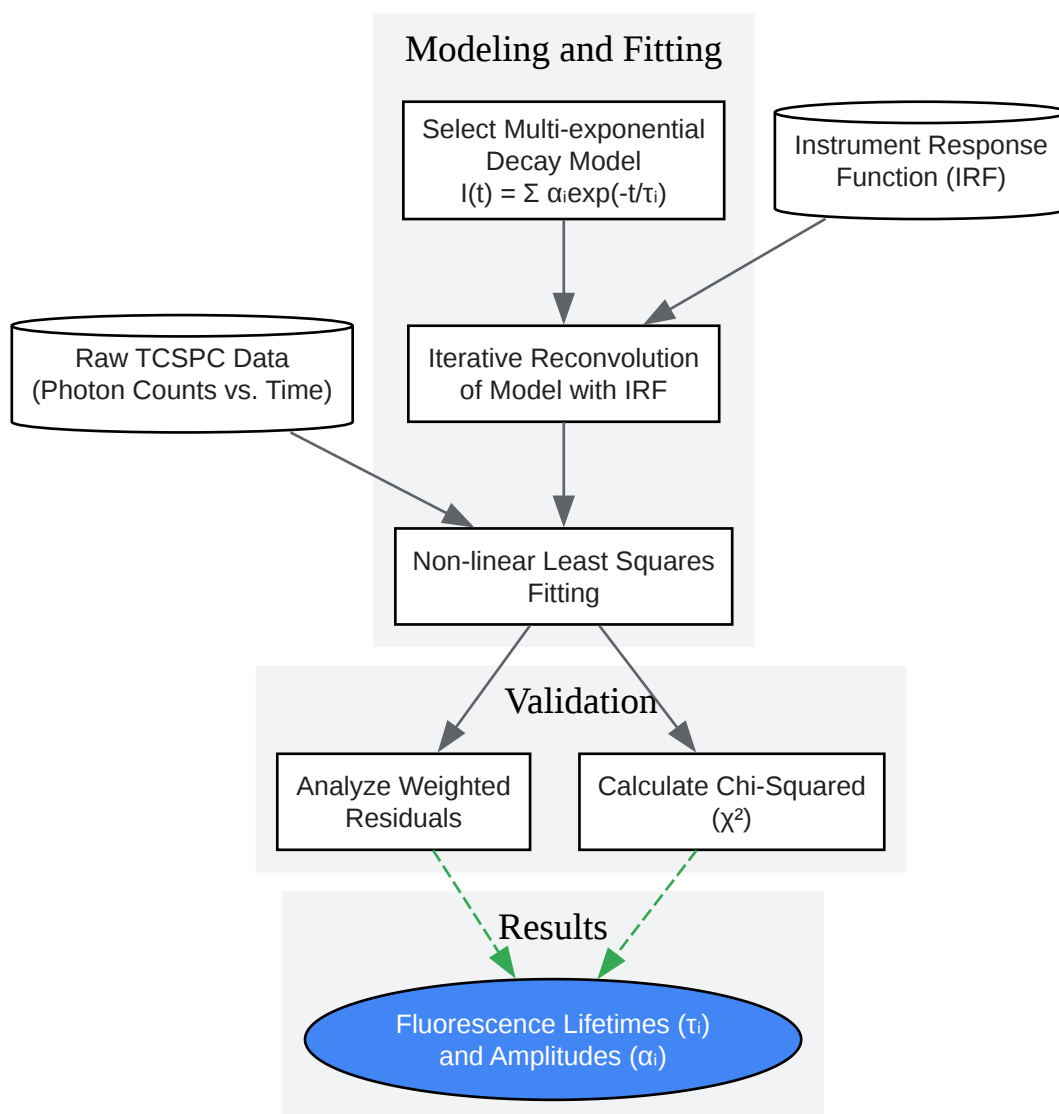 Modeling and Fitting
Select Multi-exponential
Decay Model
I(t) = Σ αᵢexp(-t/τᵢ)
Instrument Response
Function (IRF)
Raw TCSPC Data
(Photon Counts vs. Time)
Iterative Reconvolution
of Model with IRF
Non-linear Least Squares
Fitting
Validation
Analyze Weighted
Residuals
Calculate Chi-Squared
(χ²)
Results
Fluorescence Lifetimes (τᵢ)
and Amplitudes (αᵢ)